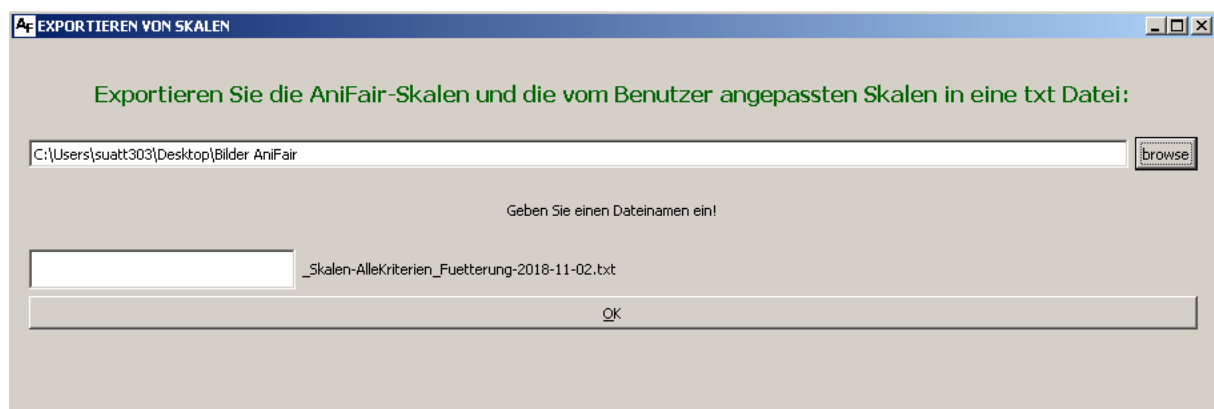 AF EXPORTIEREN VON SKALEN
Exportieren Sie die AniFair-Skalen und die vom Benutzer angepassten Skalen in eine txt Datei:
C:\Users\suatt303\Desktop\Bilder AniFair
browse
Geben Sie einen Dateinamen ein!
_Skalen-AlleKriterien_Fuetterung-2018-11-02.txt
OK